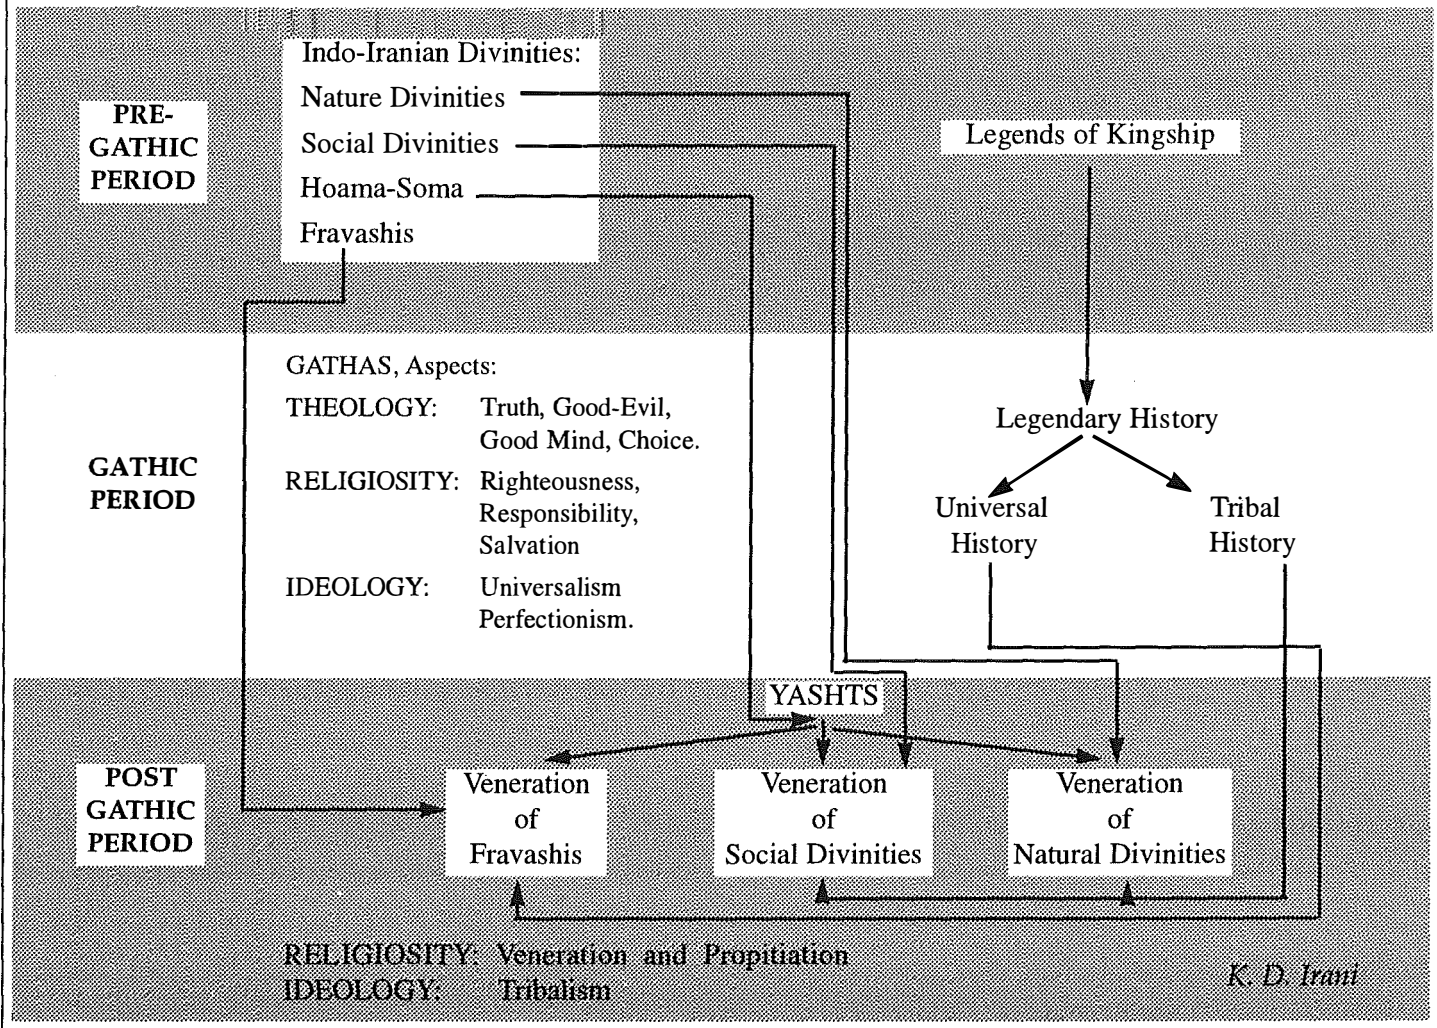 PRE-
GATHIC
PERIOD
Indo-Iranian Divinities:
Nature Divinities
Social Divinities
Hoama-Soma
Fravashis
Legends of Kingship
GATHIC
PERIOD
GATHAS, Aspects:
THEOLOGY: Truth, Good-Evil,
Good Mind, Choice.
RELIGIOSITY: Righteousness,
Responsibility,
Salvation
IDEOLOGY: Universalism
Perfectionism.
Legendary History
Universal
History
Tribal
History
POST
GATHIC
PERIOD
YASHTS
Veneration
of
Fravashis
Veneration
of
Social Divinities
Veneration
of
Natural Divinities
RELIGIOSITY: Veneration and Propitiation
IDEOLOGY: Tribalism
K. D. Irani